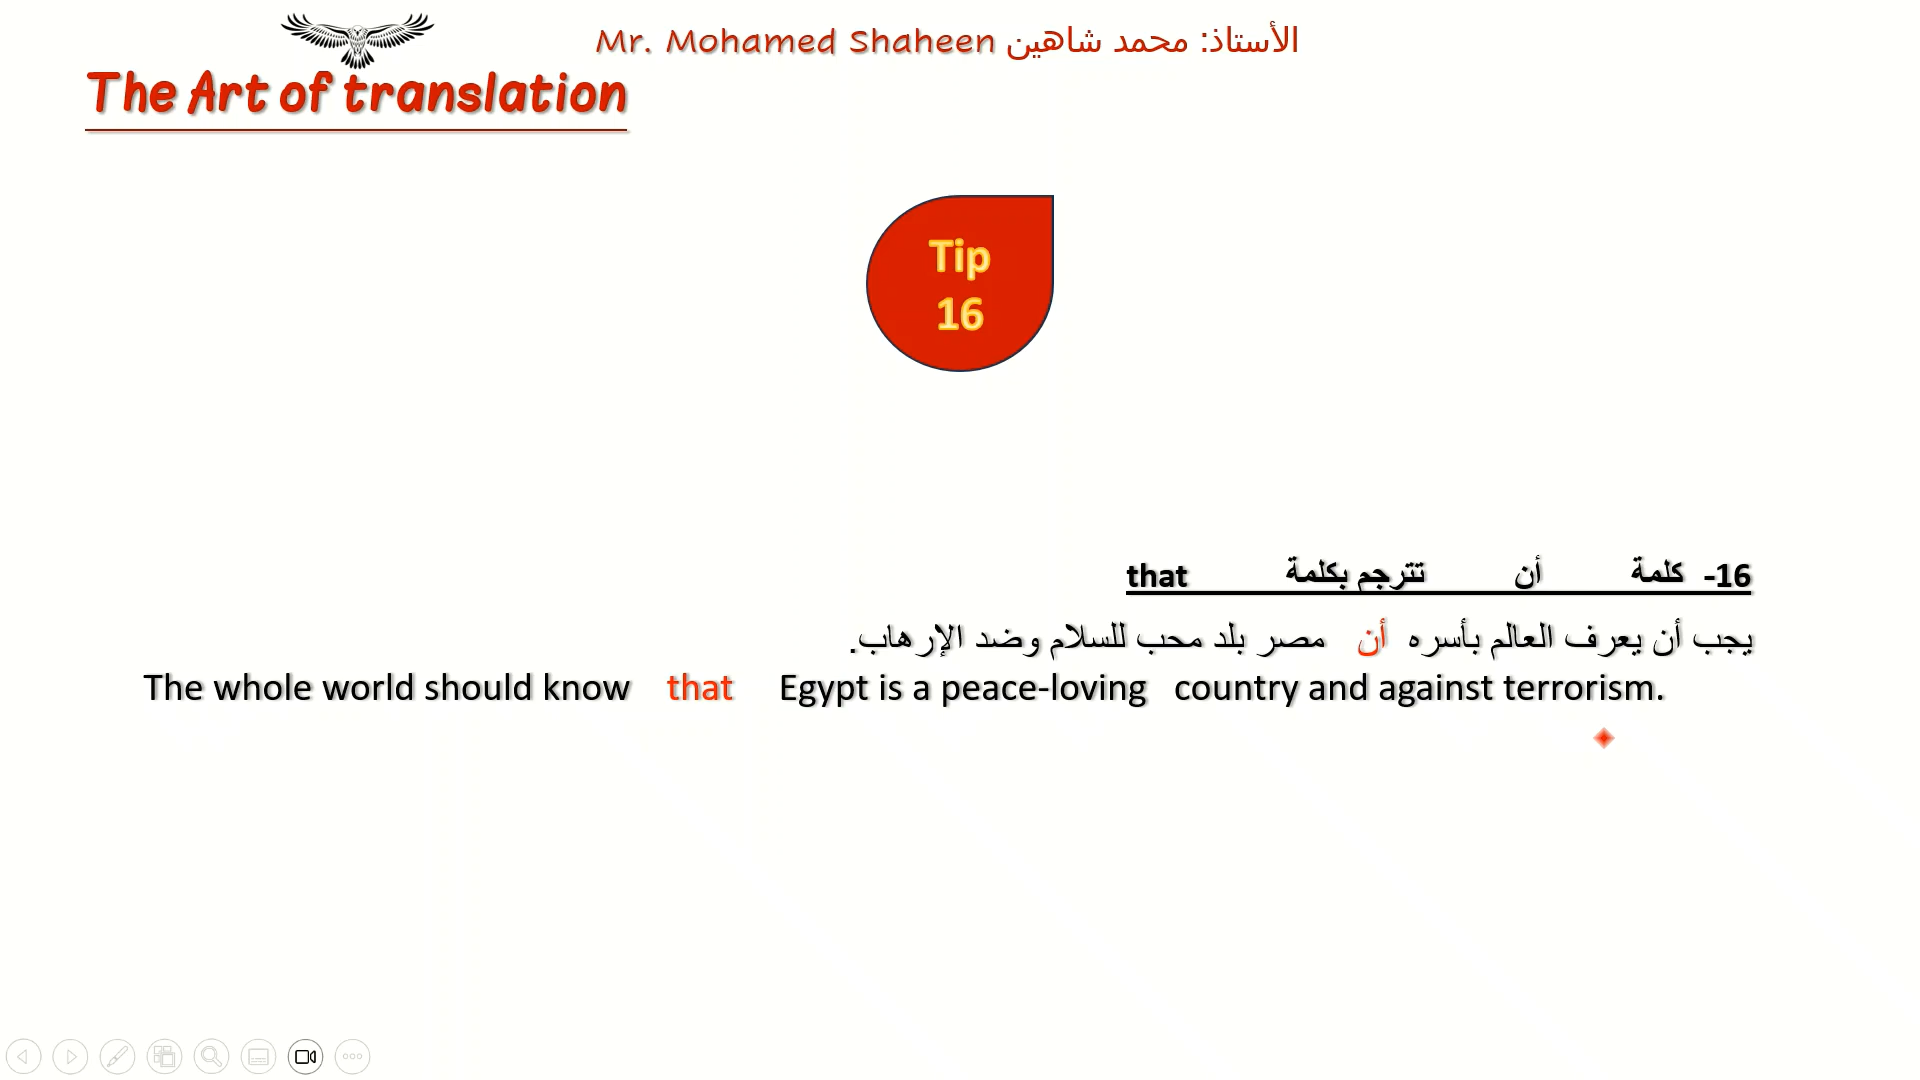 Mr. Mohamed Shaheen الأستاذ: محمد شاهين
The Art of translation
Tip
16
16- كلمة أن تترجم بكلمة that
يجب أن يعرف العالم بأسره أن مصر بلد محب للسلام وضد الإرهاب.
The whole world should know that Egypt is a peace-loving country and against terrorism.